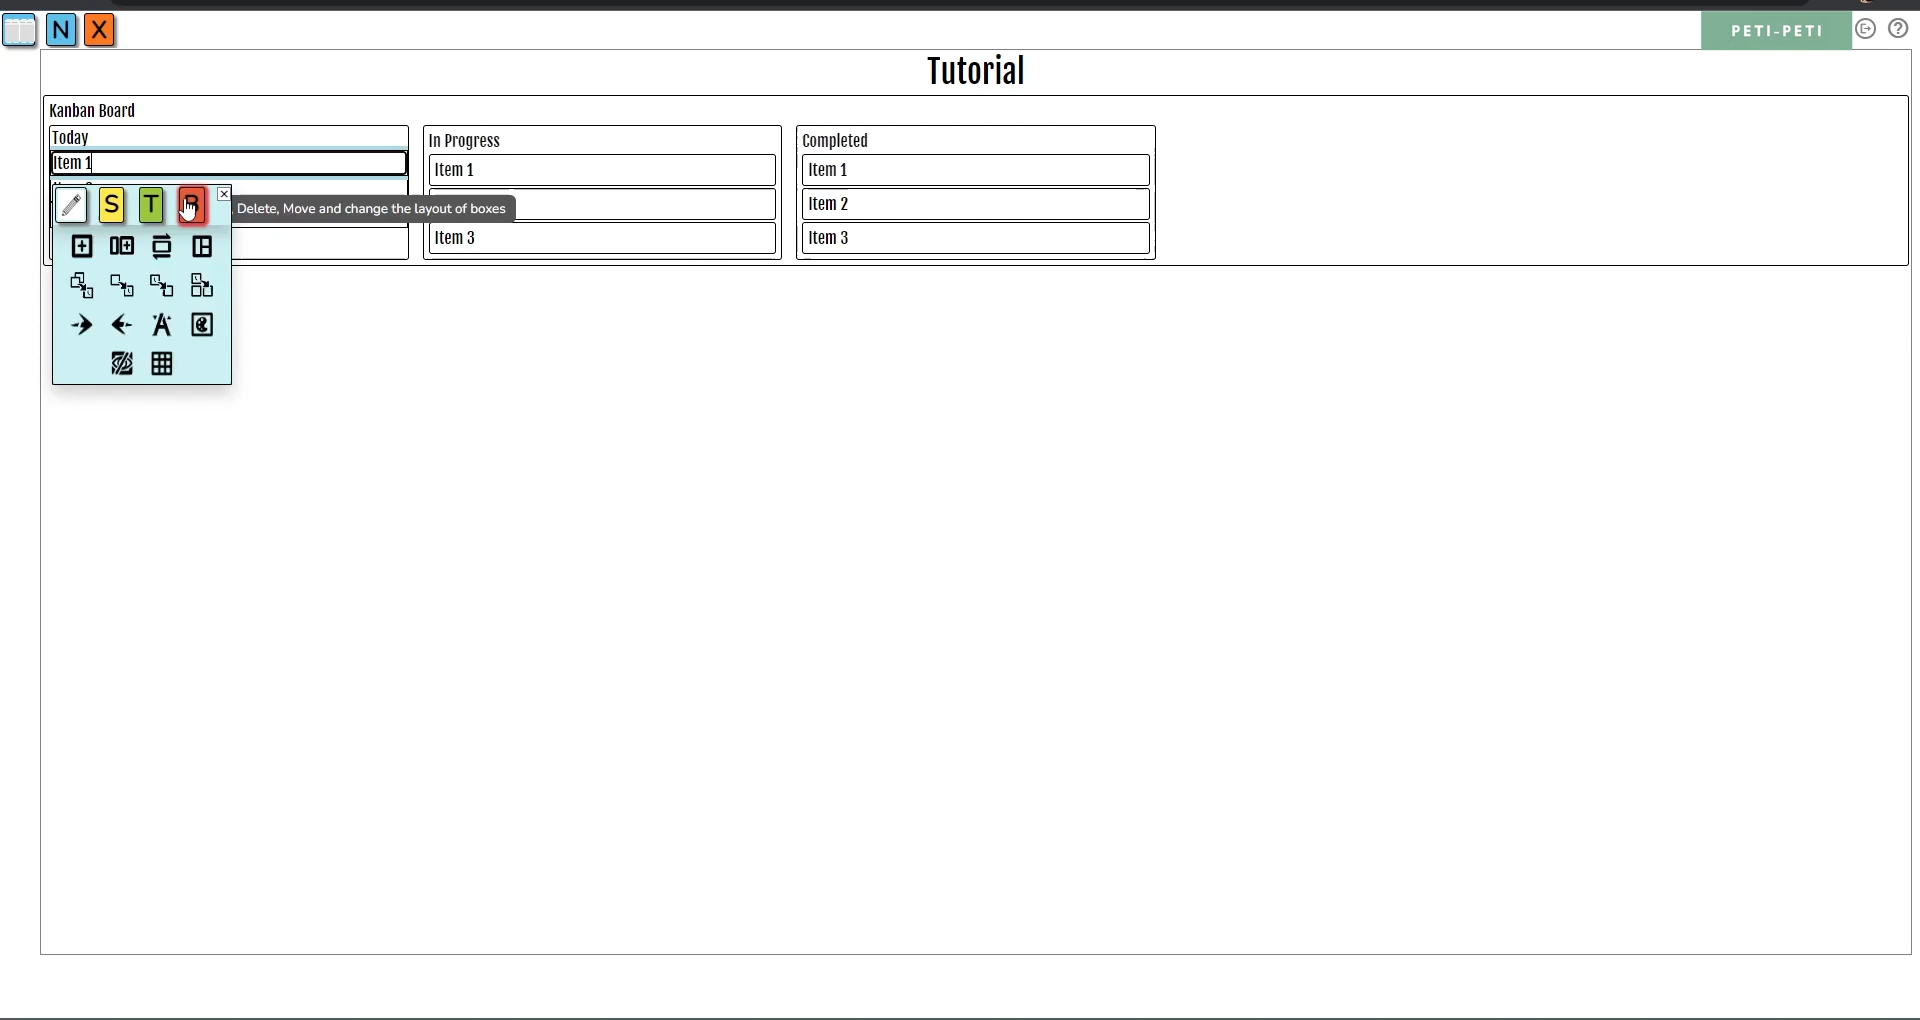 N X
PETI-PETI
Tutorial
Kanban Board
Today
Item 1
S T B
, Delete, Move and change the layout of boxes
In Progress
Item 1
Item 3
Completed
Item 1
Item 2
Item 3